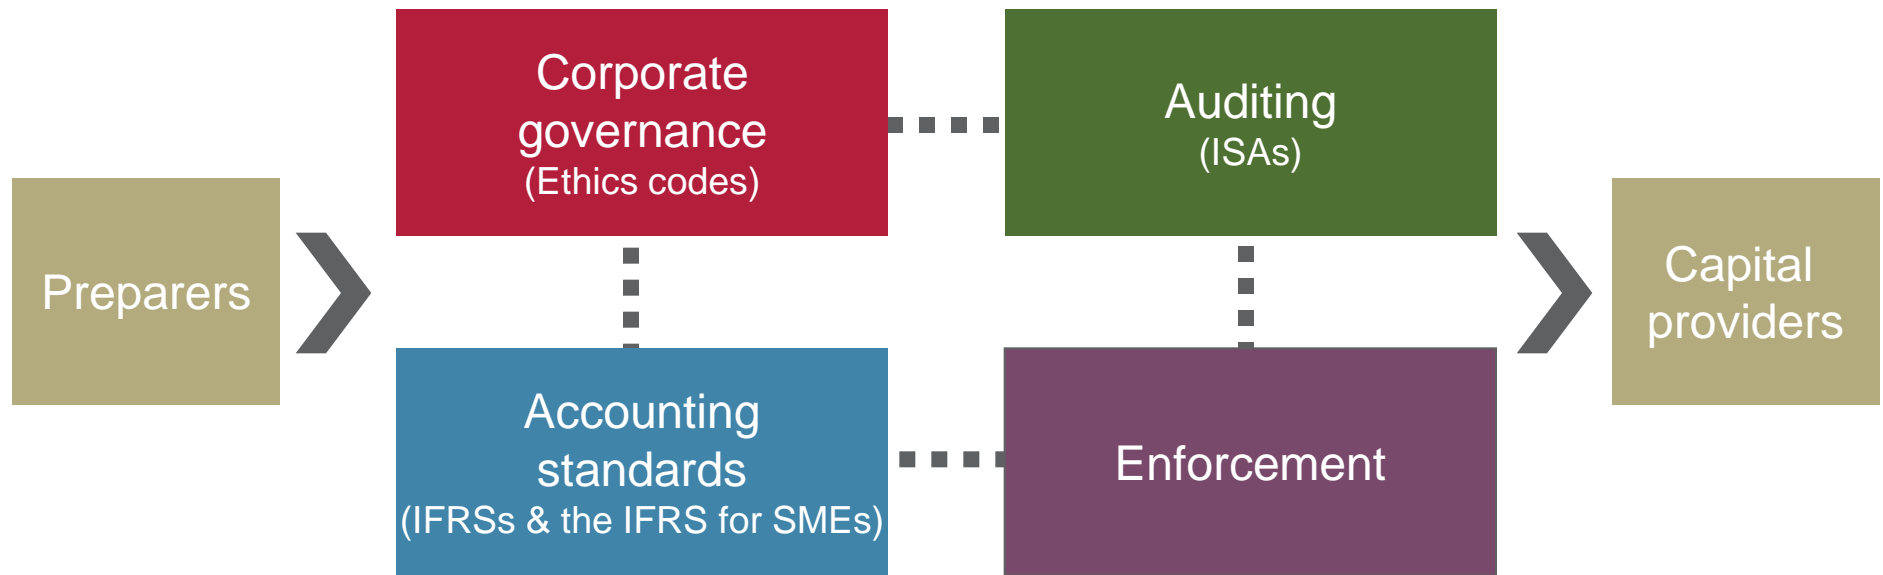 Preparers
Corporate
governance
(Ethics codes)
Auditing
(ISAs)
Accounting
standards
(IFRSs & the IFRS for SMEs)
Enforcement
Capital
providers